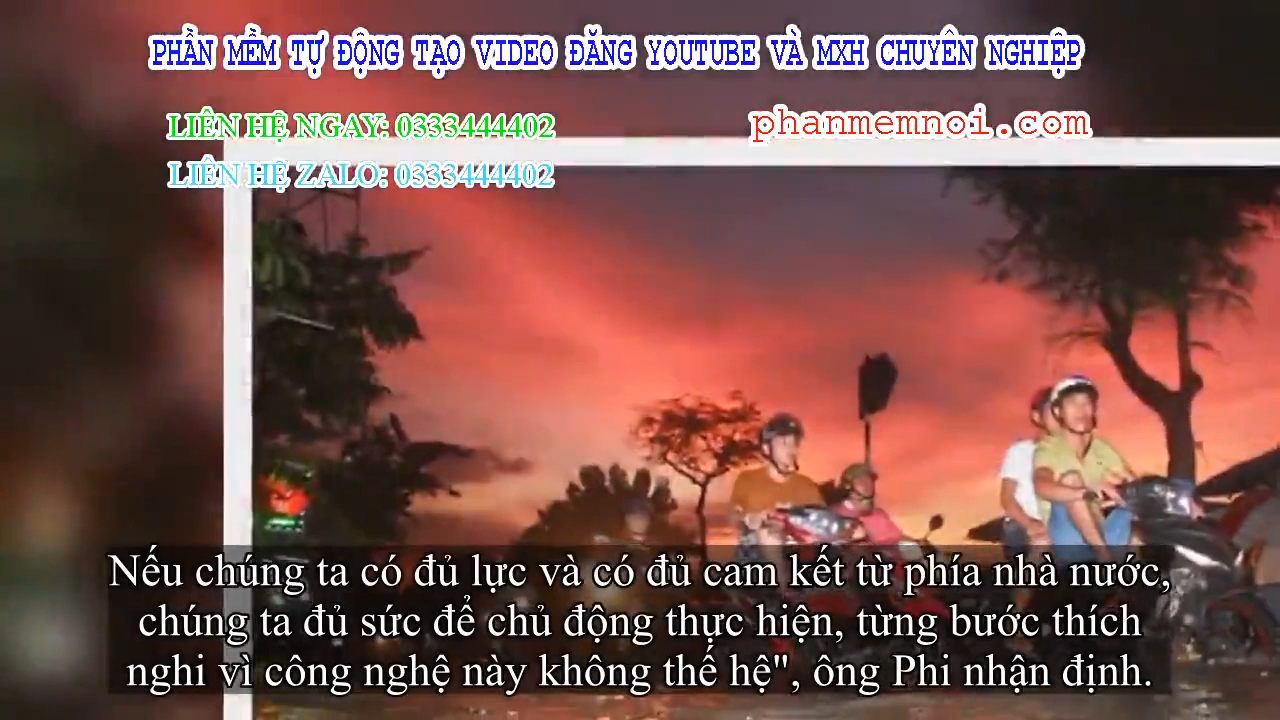 PHẦN MỀM TỰ ĐỘNG TẠO VIDEO ĐĂNG YOUTUBE VÀ MXH CHUYÊN NGHIỆP
LIÊN HỆ NGAY: 0333444402
phanmemnoi.com
LIÊN HỆ ZALO: 0333444402
Nếu chúng ta có đủ lực và có đủ cam kết từ phía nhà nước,
chúng ta đủ sức để chủ động thực hiện, từng bước thích
nghi vì công nghệ này không thế hệ", ông Phi nhận định.